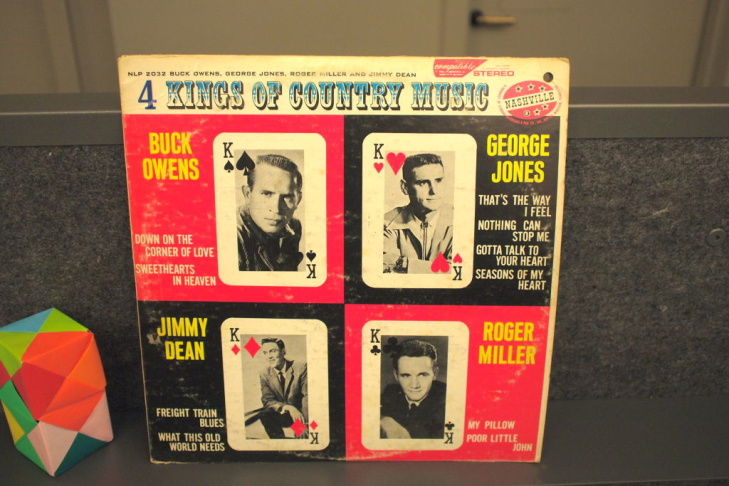 NLP 2032 BUCK OWENS, GEORGE JONES, ROGER MILLER AND JIMMY DEAN
compatible
STEREO
4 KINGS OF COUNTRY MUSIC
NASHVILLE
BUCK
OWENS
K
K
DOWN ON THE
CORNER OF LOVE
SWEETHEARTS
IN HEAVEN
K
K
GEORGE
JONES
THAT'S THE WAY
I FEEL
NOTHING CAN
STOP ME
GOTTA TALK TO
YOUR HEART
SEASONS OF MY
HEART
JIMMY
DEAN
K
K
FREIGHT TRAIN
BLUES
WHAT THIS OLD
WORLD NEEDS
K
K
ROGER
MILLER
MY PILLOW
POOR LITTLE
JOHN